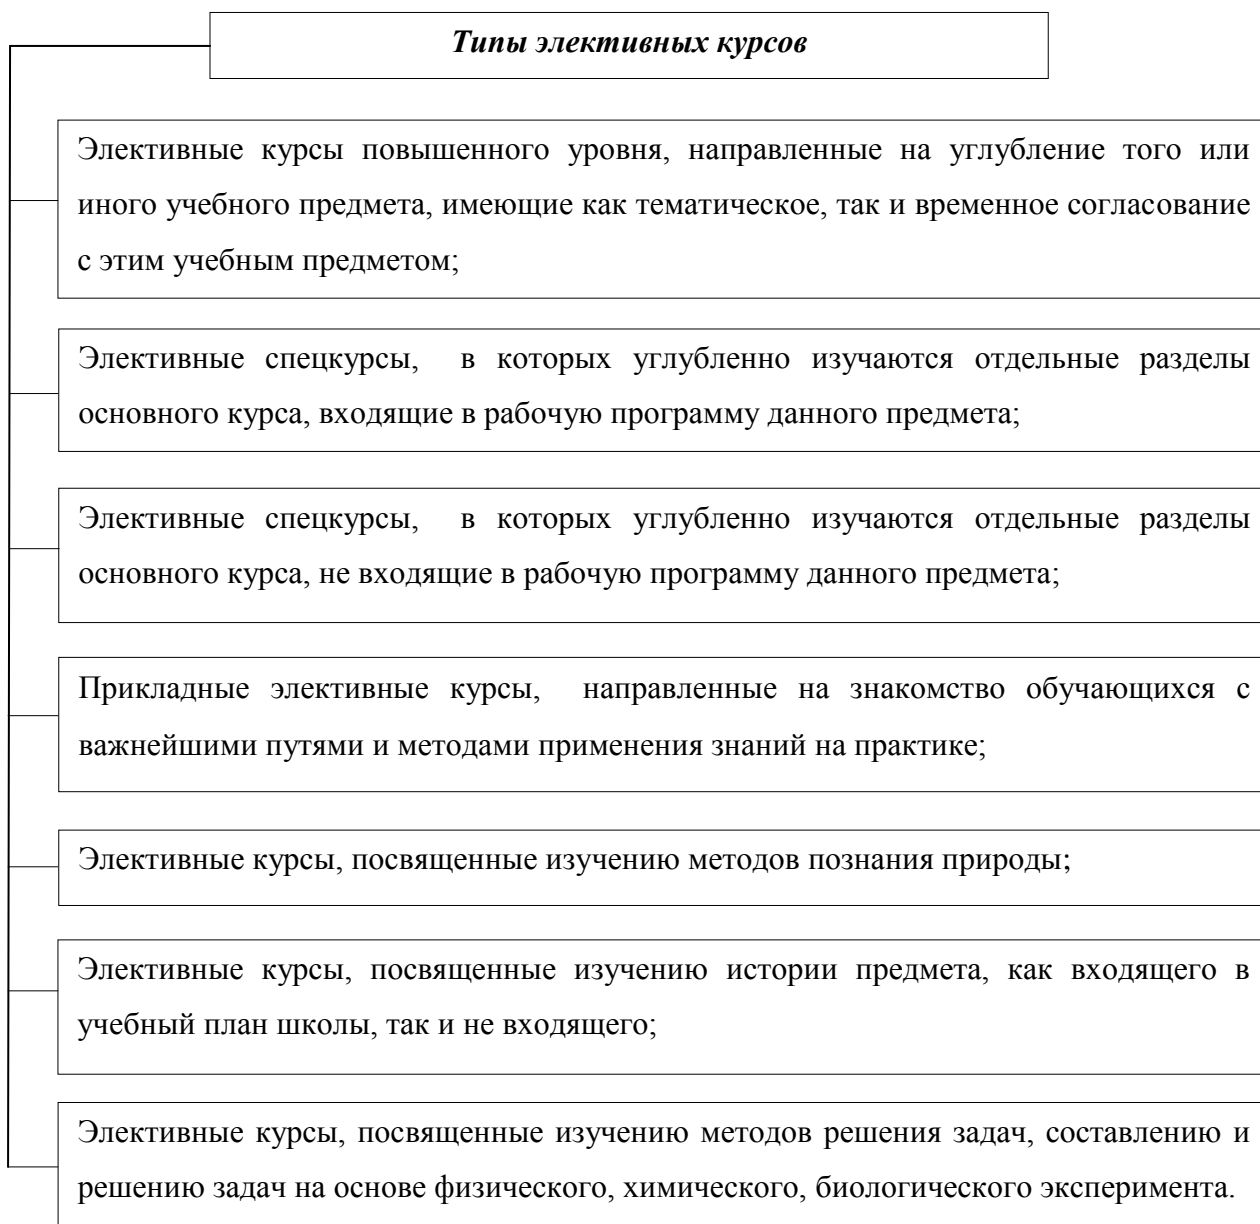 Типы элективных курсов
Элективные курсы повышенного уровня, направленные на углубление того или
иного учебного предмета, имеющие как тематическое, так и временное согласование
с этим учебным предметом;
Элективные спецкурсы, в которых углубленно изучаются отдельные разделы
основного курса, входящие в рабочую программу данного предмета;
Элективные спецкурсы, в которых углубленно изучаются отдельные разделы
основного курса, не входящие в рабочую программу данного предмета;
Прикладные элективные курсы, направленные на знакомство обучающихся с
важнейшими путями и методами применения знаний на практике;
Элективные курсы, посвященные изучению методов познания природы;
Элективные курсы, посвященные изучению истории предмета, как входящего в
учебный план школы, так и не входящего;
Элективные курсы, посвященные изучению методов решения задач, составлению и
решению задач на основе физического, химического, биологического эксперимента.